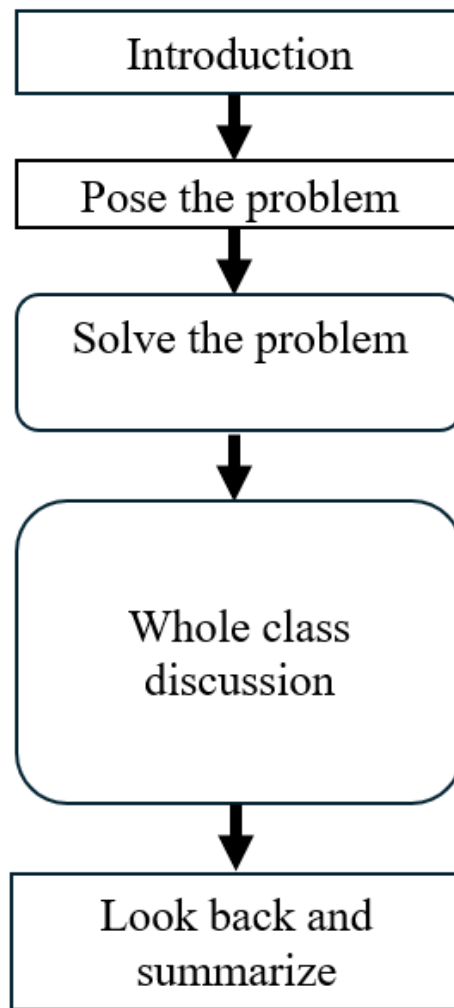 Introduction
Pose the problem
Solve the problem
Whole class
discussion
Look back and
summarize